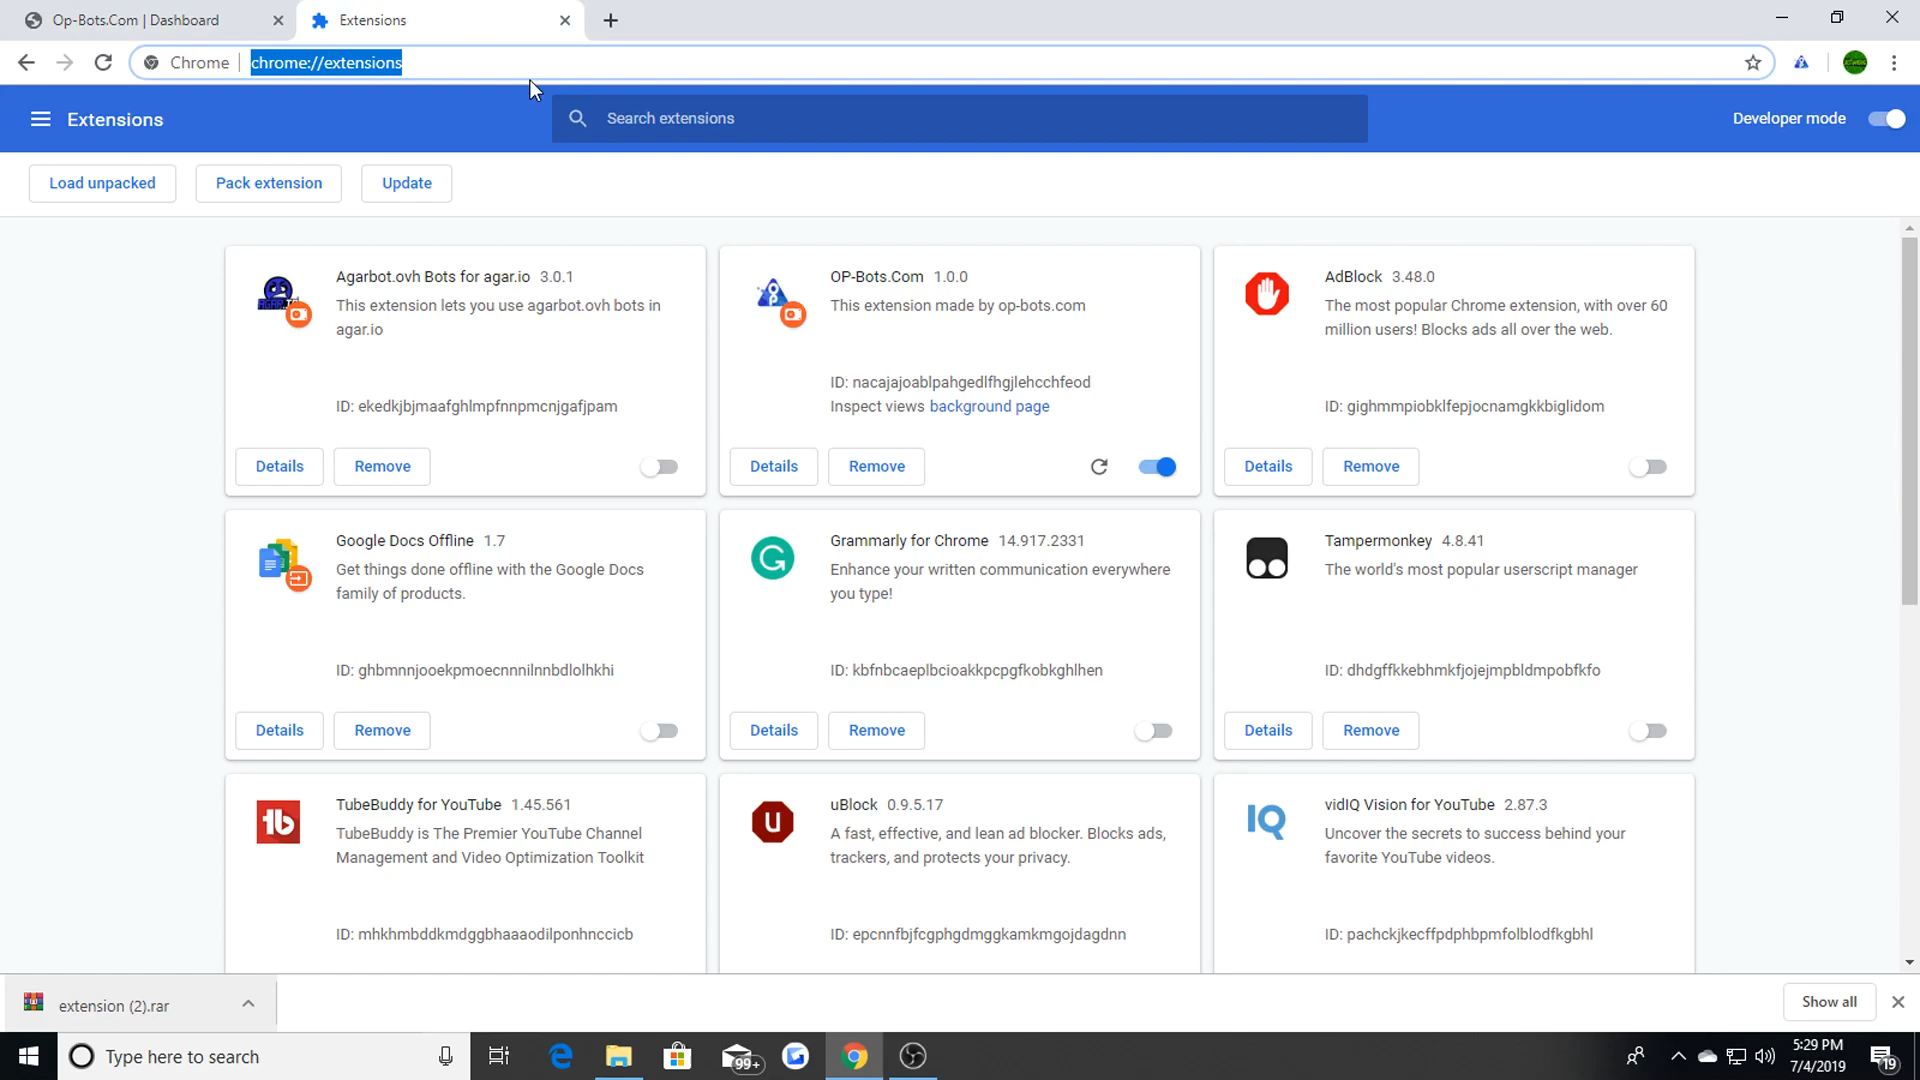 Op-Bots.Com | Dashboard
Extensions
Chrome
chrome://extensions
Extensions
Search extensions
Developer mode
Load unpacked
Pack extension
Update
Agarbot.ovh Bots for agar.io 3.0.1
This extension lets you use agarbot.ovh bots in
agar.io
ID: ekedkjbjmaafghlmpfnnpmcnjgafjpam
Details
Remove
OP-Bots.Com 1.0.0
This extension made by op-bots.com
ID: nacajajoablpahgedlfhgjlehcchfeod
Inspect views background page
Details
Remove
AdBlock 3.48.0
The most popular Chrome extension, with over 60
million users! Blocks ads all over the web.
ID: gighmmpiobklfepjocnamgkkbiglidom
Details
Remove
Google Docs Offline 1.7
Get things done offline with the Google Docs
family of products.
ID: ghbmnnjooekpmoecnnnilnnbdlolhkhi
Details
Remove
Grammarly for Chrome 14.917.2331
Enhance your written communication everywhere
you type!
ID: kbfnbcaeplbcioakkpcpgfkobkghlhen
Details
Remove
Tampermonkey 4.8.41
The world's most popular userscript manager
ID: dhdgffkkebhmkfjojejmpbldmpobfkfo
Details
Remove
TubeBuddy for YouTube 1.45.561
TubeBuddy is The Premier YouTube Channel
Management and Video Optimization Toolkit
ID: mhkhmbddkmdggbhaaaodilponhnccicb
uBlock 0.9.5.17
A fast, effective, and lean ad blocker. Blocks ads,
trackers, and protects your privacy.
ID: epcnnfbjfcgphgdmggkamkmgojdagdnn
IQ
vidIQ Vision for YouTube 2.87.3
Uncover the secrets to success behind your
favorite YouTube videos.
ID: pachckjkecffpdphbpmfolblodfkgbhl
extension (2).rar
Show all
Type here to search
99+
5:29 PM
7/4/2019
19